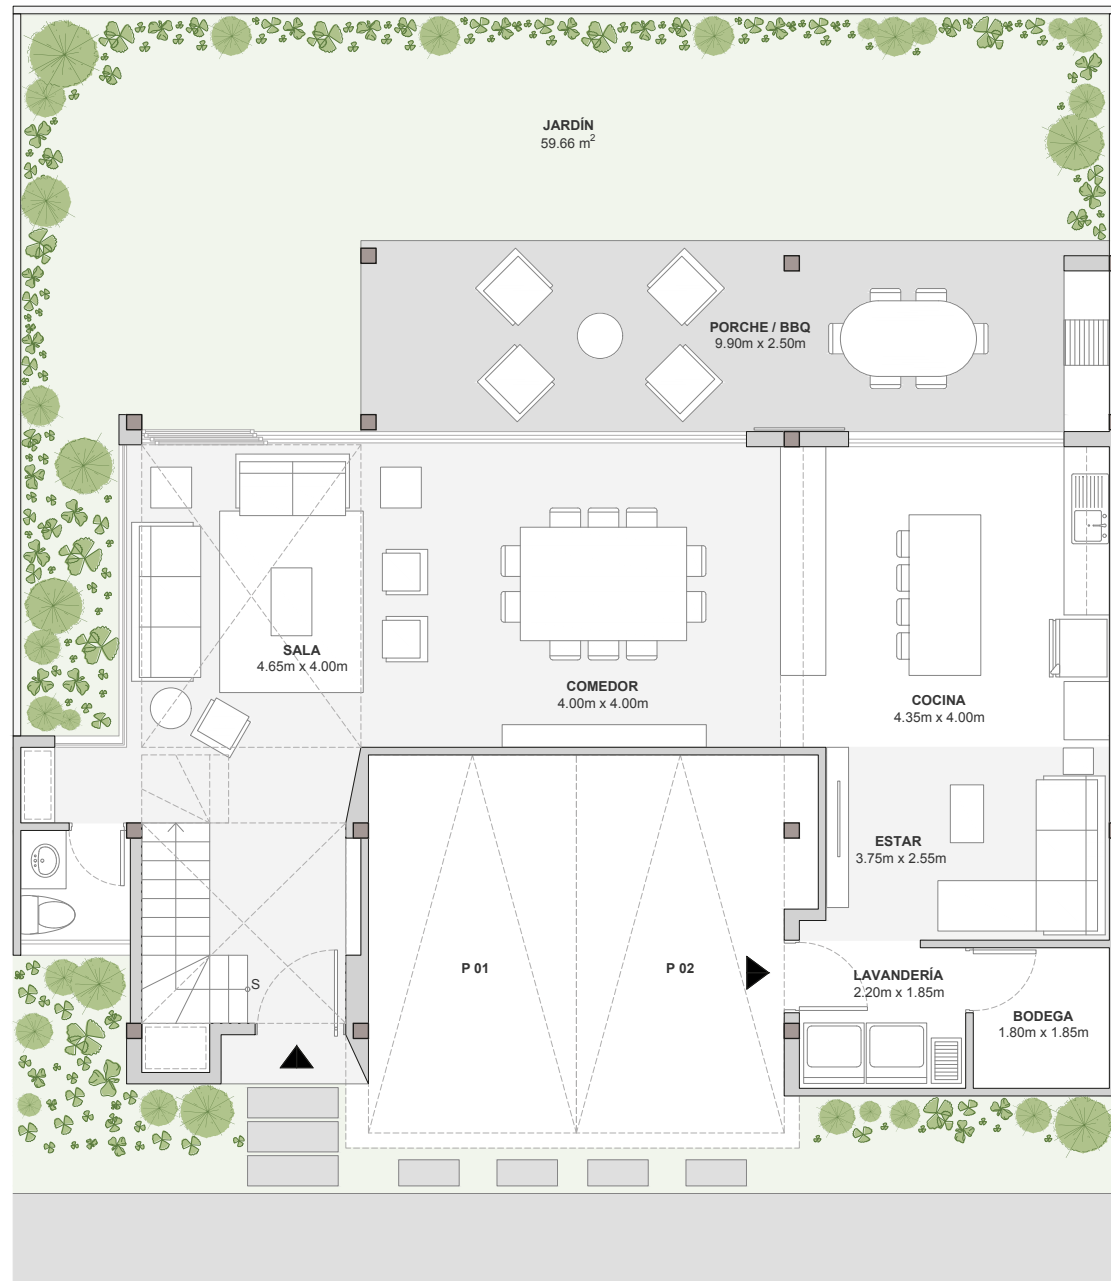 JARDÍN
59.66 m²
PORCHE / BBQ
9.90m x 2.50m
SALA
4.65m x 4.00m
COMEDOR
4.00m x 4.00m
COCINA
4.35m x 4.00m
ESTAR
3.75m x 2.55m
P 01
P 02
LAVANDERÍA
2.20m x 1.85m
S
BODEGA
1.80m x 1.85m